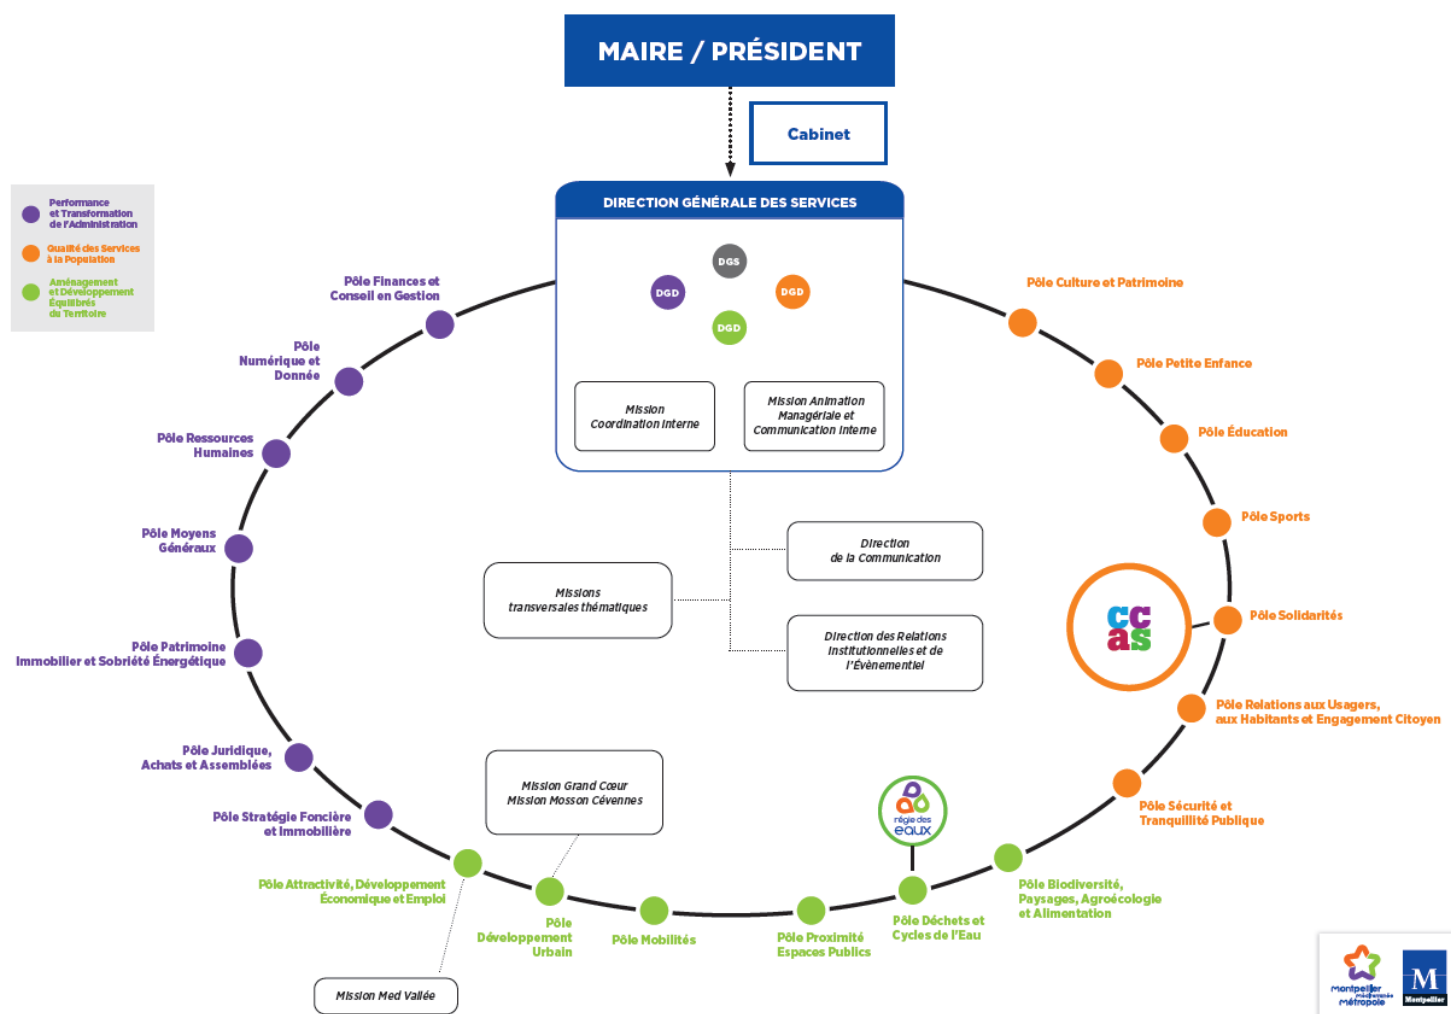 MAIRE / PRÉSIDENT
Cabinet
DIRECTION GÉNÉRALE DES SERVICES
DGS
DGD
DGD
DGD
Mission
Coordination Interne
Mission Animation
Managériale et
Communication Interne
Performance
et Transformation
de l'Administration
Qualité des Services
à la Population
Aménagement
et Développement
Équilibrés
du Territoire
Pôle Finances et
Conseil en Gestion
Pôle
Numérique et
Donnée
Pôle Ressources
Humaines
Pôle Moyens
Généraux
Pôle Patrimoine
Immobilier et Sobriété Énergétique
Pôle Juridique,
Achats et Assemblées
Pôle Stratégie Foncière
et Immobilière
Pôle Attractivité, Développement
Économique et Emploi
Pôle
Développement
Urbain
Pôle Mobilités
Pôle Proximité
Espaces Publics
Pôle Déchets et
Cycles de l'Eau
Pôle Biodiversité,
Paysages, Agroécologie
et Alimentation
Pôle Sécurité et
Tranquillité Publique
Pôle Relations aux Usagers,
aux Habitants et Engagement Citoyen
Pôle Solidarités
Pôle Sports
Pôle Éducation
Pôle Petite Enfance
Pôle Culture et Patrimoine
Direction
de la Communication
Missions
transversales thématiques
Direction des Relations
Institutionnelles et de
l'Évènementiel
cc
as
Mission Grand Cœur
Mission Mosson Cévennes
régie des
eaux
Mission Med Vallée
montpellier
méditerranée
métropole
M
Montpellier